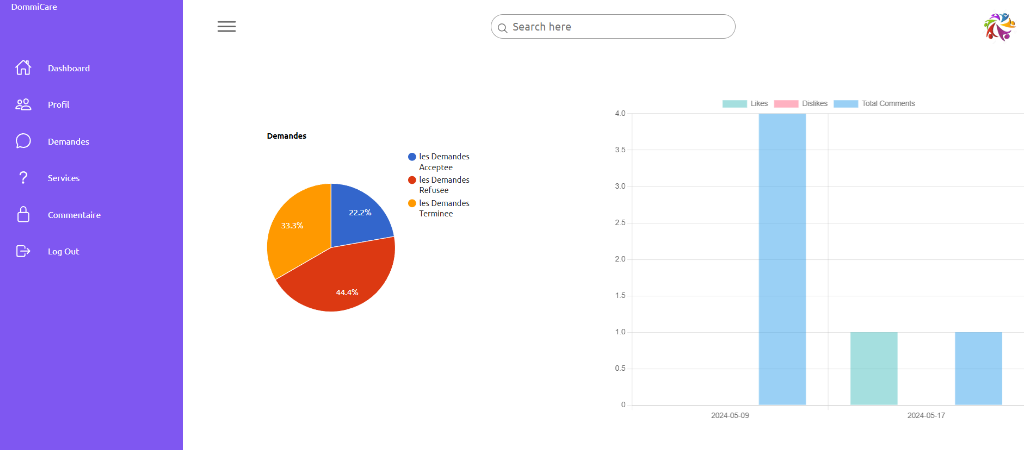 DommiCare
Dashboard
Profil
Demandes
Services
Commentaire
Log Out
Search here
Demandes
les Demandes
Acceptee
les Demandes
Refusee
les Demandes
Terminee
22.2%
33.3%
44.4%
Likes
Dislikes
Total Comments
4.0
3.5
3.0
2.5
2.0
1.5
1.0
0.5
0
2024-05-09
2024-05-17